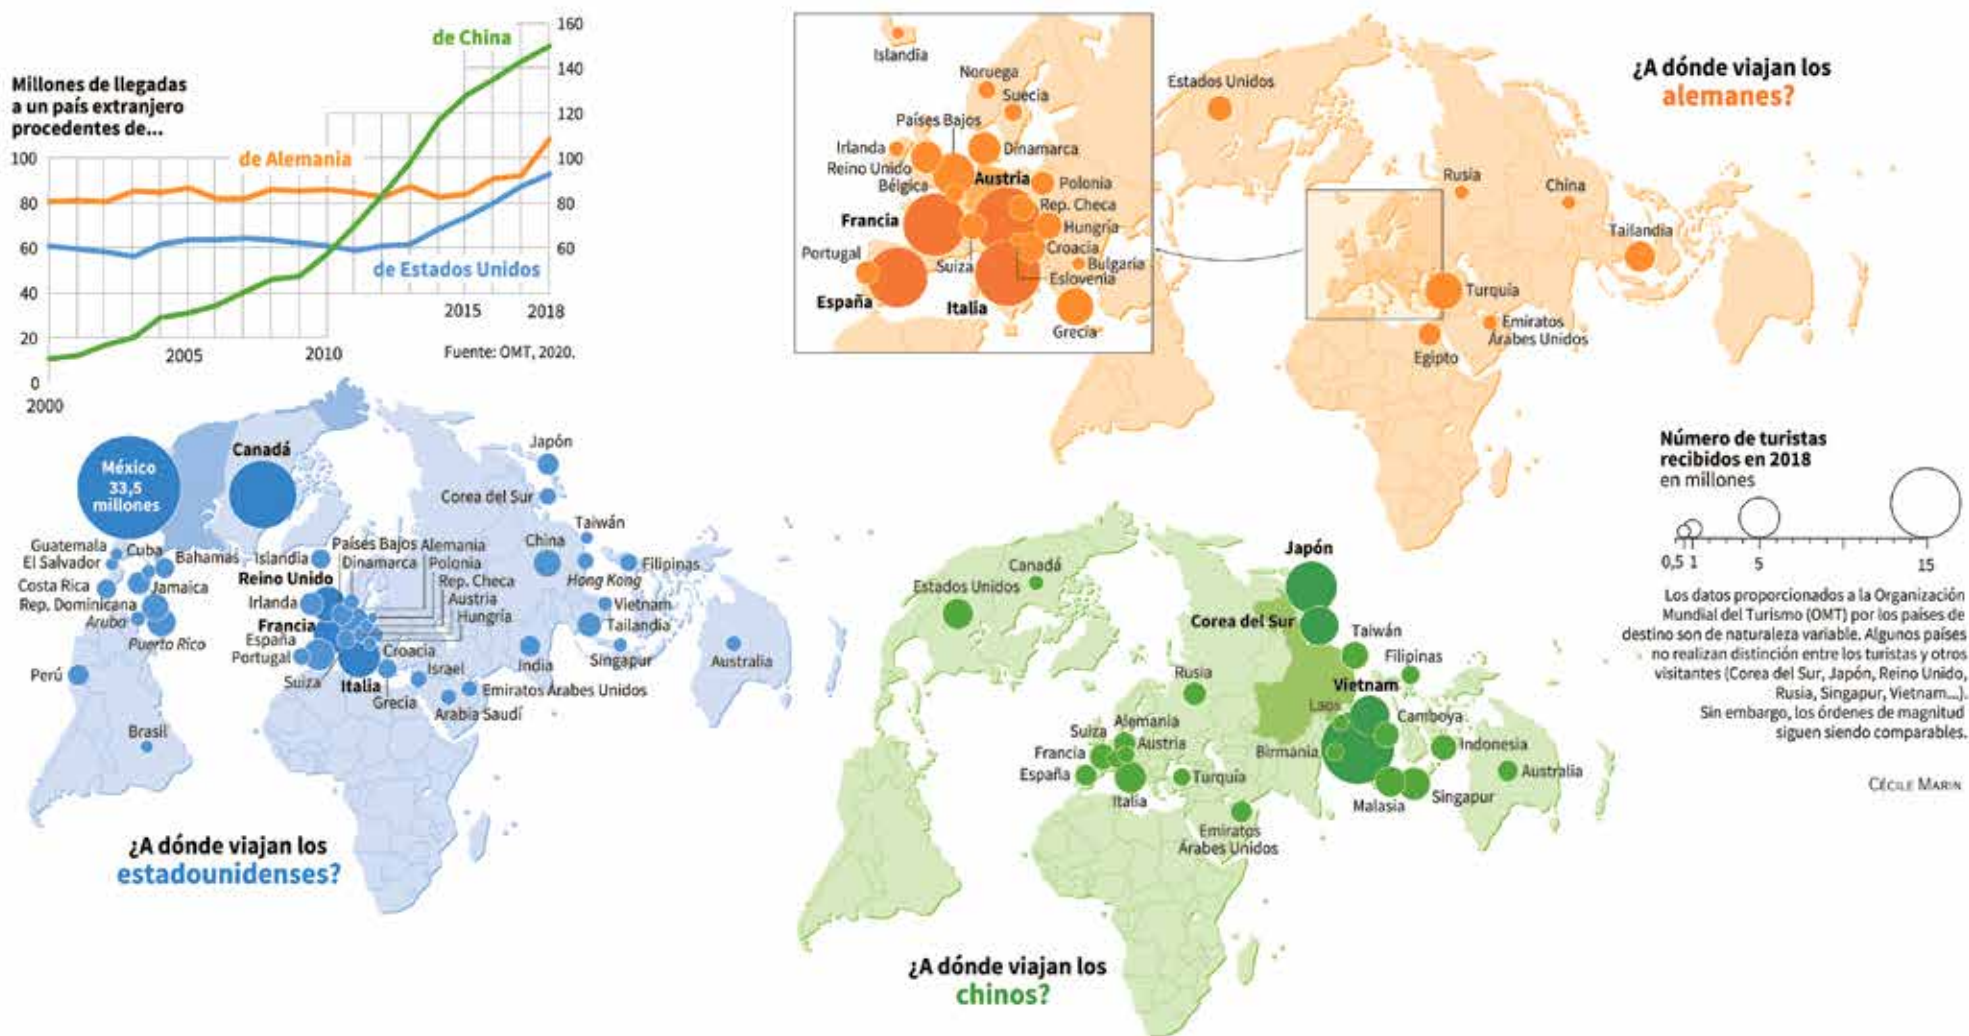 Millones de llegadas
a un país extranjero
procedentes de...
de China
de Alemania
de Estados Unidos
160
140
120
100
80
60
100
80
60
40
20
0
2000
2005
2010
2015
2018
Fuente: OMT, 2020.
¿A dónde viajan los
alemanes?
Islandia
Noruega
Suecia
Países Bajos
Irlanda
Dinamarca
Reino Unido
Bélgica
Austria
Polonia
Rep. Checa
Francia
Hungría
Croacia
Portugal
Suiza
Bulgaria
Eslovenia
España
Italia
Grecia
Estados Unidos
Rusia
China
Tailandia
Turquía
Emiratos
Árabes Unidos
Egipto
México
33,5
millones
Canadá
Japón
Corea del Sur
Taiwán
Guatemala
El Salvador
Cuba
Bahamas
Islandia
Países Bajos
Alemania
Dinamarca
Polonia
China
Filipinas
Hong Kong
Costa Rica
Jamaica
Reino Unido
Rep. Checa
Rep. Dominicana
Irlanda
Austria
Vietnam
Aruba
Francia
Hungría
Tailandia
Puerto Rico
España
Portugal
Croacia
Singapur
Perú
Suiza
Italia
Israel
India
Australia
Grecia
Emiratos Árabes Unidos
Arabia Saudí
Brasil
¿A dónde viajan los
estadounidenses?
Japón
Canadá
Estados Unidos
Corea del Sur
Taiwán
Filipinas
Rusia
Vietnam
Laos
Camboya
Alemania
Suiza
Austria
Francia
Birmania
Indonesia
España
Turquía
Australia
Italia
Malasia
Singapur
Emiratos
Árabes Unidos
¿A dónde viajan los
chinos?
Número de turistas
recibidos en 2018
en millones
0,5
1
5
15
Los datos proporcionados a la Organización
Mundial del Turismo (OMT) por los países de
destino son de naturaleza variable. Algunos países
no realizan distinción entre los turistas y otros
visitantes (Corea del Sur, Japón, Reino Unido,
Rusia, Singapur, Vietnam...).
Sin embargo, los órdenes de magnitud
siguen siendo comparables.
CÉCILE MARIN